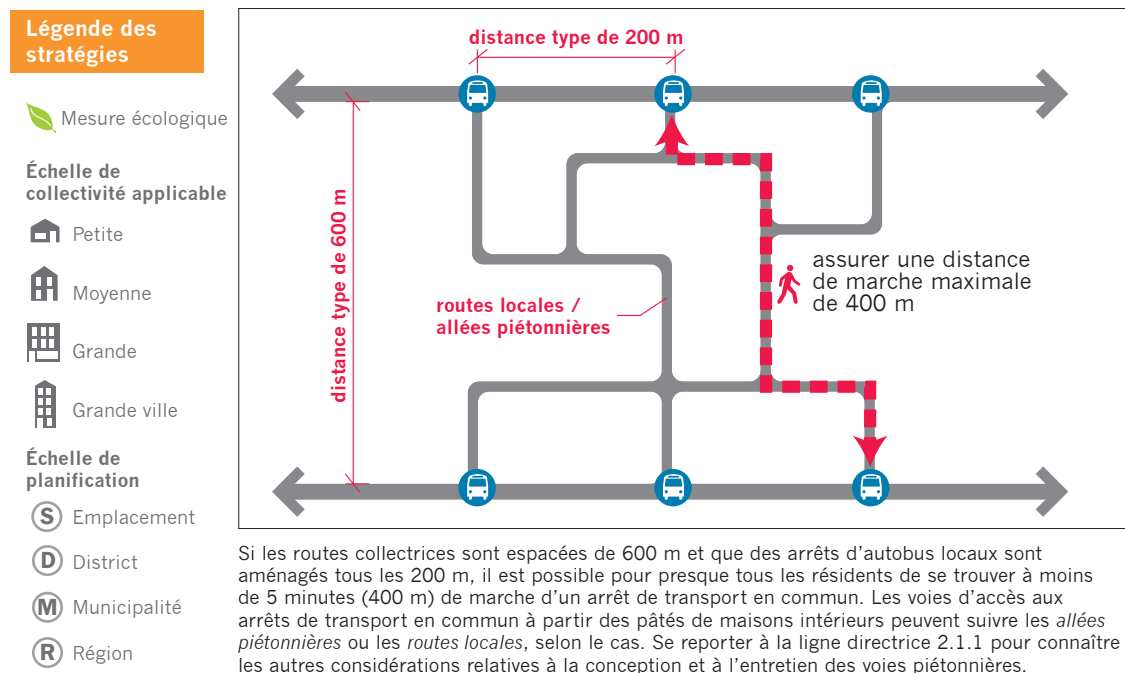 Légende des
stratégies
Mesure écologique
Échelle de
collectivité applicable
Petite
Moyenne
Grande
Grande ville
Échelle de
planification
S Emplacement
D District
M Municipalité
R Région
distance type de 200 m
distance type de 600 m
routes locales /
allées piétonnières
assurer une distance
de marche maximale
de 400 m
Si les routes collectrices sont espacées de 600 m et que des arrêts d'autobus locaux sont
aménagés tous les 200 m, il est possible pour presque tous les résidents de se trouver à moins
de 5 minutes (400 m) de marche d'un arrêt de transport en commun. Les voies d'accès aux
arrêts de transport en commun à partir des pâtés de maisons intérieurs peuvent suivre les allées
piétonnières ou les routes locales, selon le cas. Se reporter à la ligne directrice 2.1.1 pour connaître
les autres considérations relatives à la conception et à l'entretien des voies piétonnières.